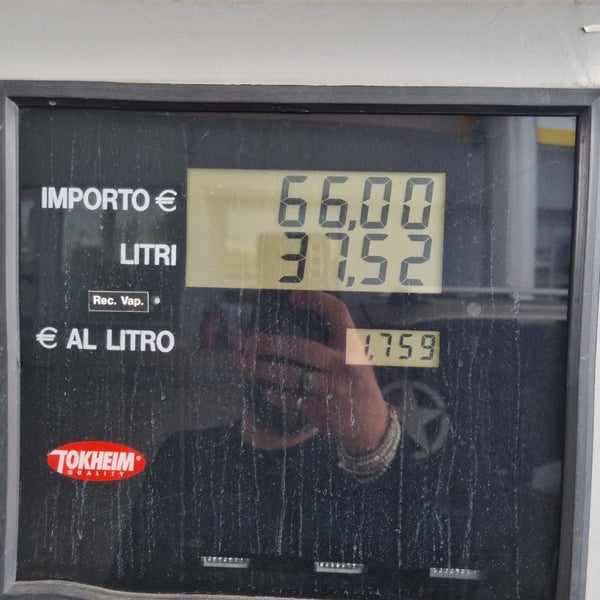 IMPORTO € 66,00
LITRI 37,52
Rec. Vap.
€ AL LITRO 1,759
TOKHEIM
QUALITY